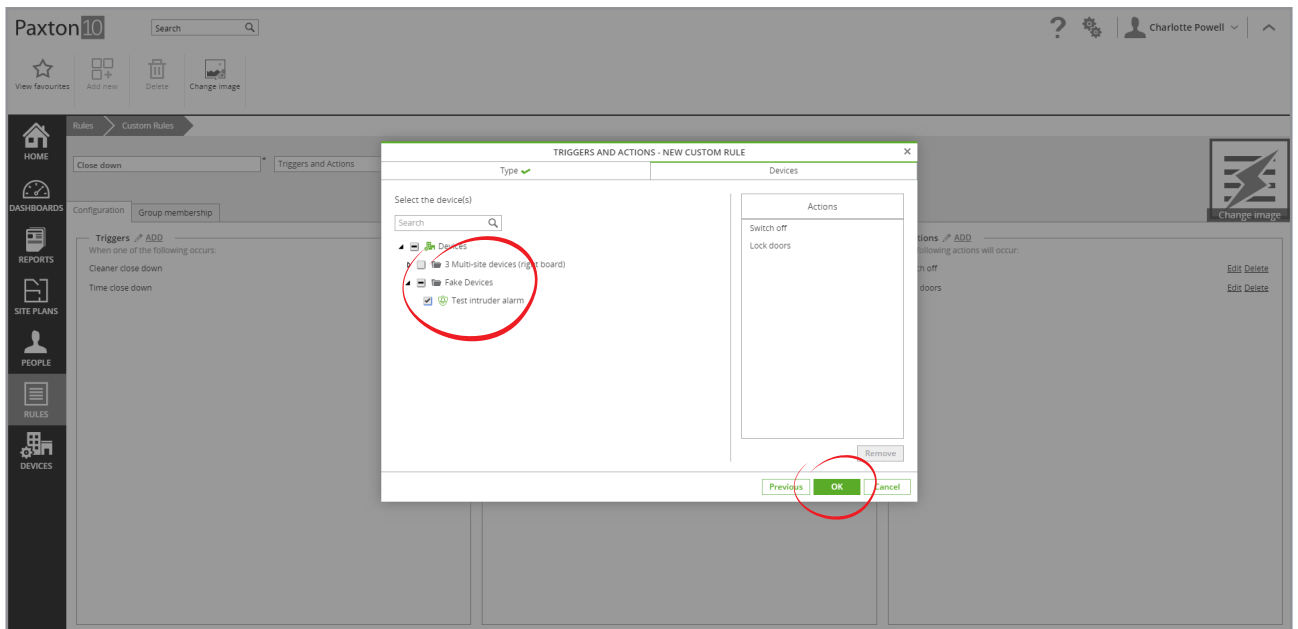 Paxton10
Search
Charlotte Powell
View favourites
Add new
Delete
Change image
Rules
Custom Rules
HOME
DASHBOARDS
REPORTS
SITE PLANS
PEOPLE
RULES
DEVICES
Close down
*
Triggers and Actions
Change image
Configuration
Group membership
Triggers ADD
When one of the following occurs:
Cleaner close down
Time close down
TRIGGERS AND ACTIONS - NEW CUSTOM RULE
Type
Devices
Select the device(s)
Search
Devices
3 Multi-site devices (right board)
Fake Devices
Test intruder alarm
Actions
Switch off
Lock doors
Remove
Previous
OK
Cancel
ADD
following actions will occur:
off
Edit Delete
doors
Edit Delete